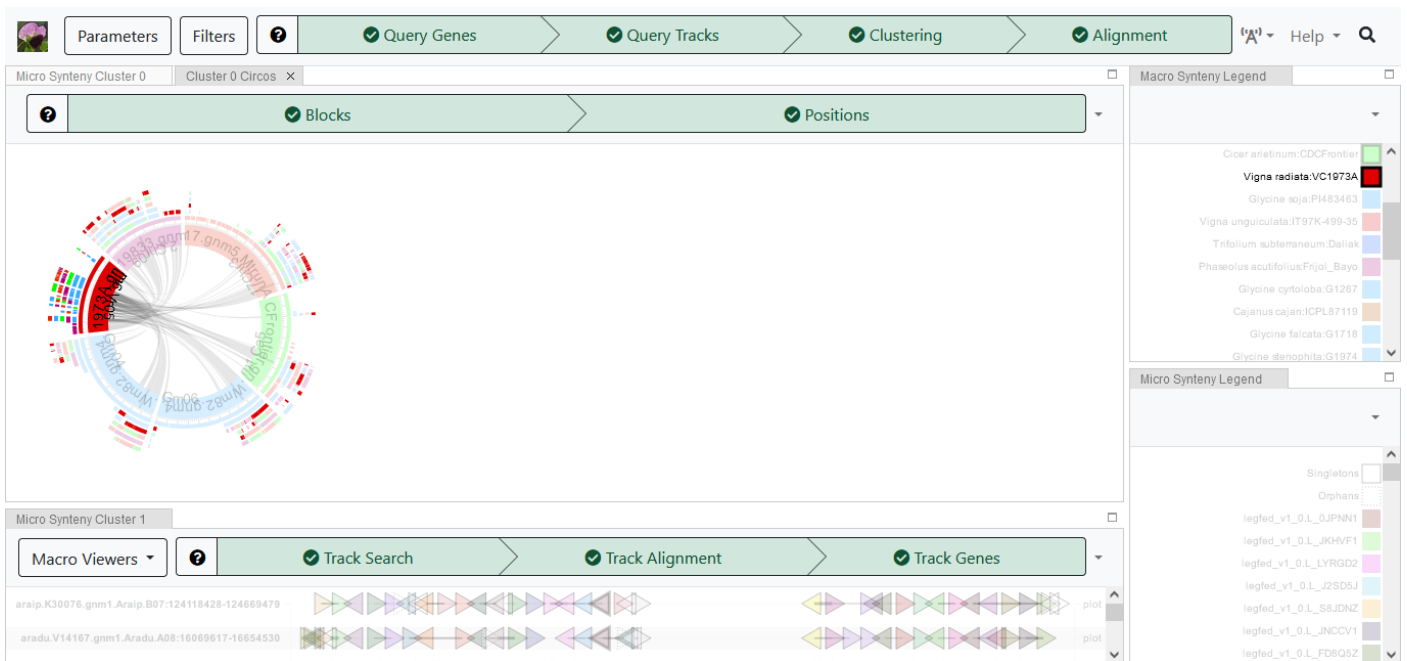 Parameters Filters Query Genes Query Tracks Clustering Alignment Help
Micro Synteny Cluster 0 Cluster 0 Circos
Blocks Positions
Macro Synteny Legend
Cicer arietinum:CDCFrontier
Vigna radiata:VC1973A
Glycine soja:PI483463
Vigna unguiculata:IT97K-499-35
Trifolium subterraneum:Daliak
Phaseolus acutifolius:Frijol_Bayo
Glycine cyrtoloba:G1267
Cajanus cajan:ICPL87119
Glycine falcata:G1718
Glycine stenophita:G1974
Micro Synteny Legend
Singletons
Orphans
legfed_v1_0.L_0JPNN1
legfed_v1_0.L_JKHVF1
legfed_v1_0.L_LYRGD2
legfed_v1_0.L_J2SD5J
legfed_v1_0.L_S8JDNZ
legfed_v1_0.L_JNCCV1
legfed_v1_0.L_FD8Q5Z
Micro Synteny Cluster 1
Macro Viewers Track Search Track Alignment Track Genes
araip.K30076.gnm1.Araip.B07:124118428-124669479 plot
aradu.V14167.gnm1.Aradu.A08:16069617-16654530 plot